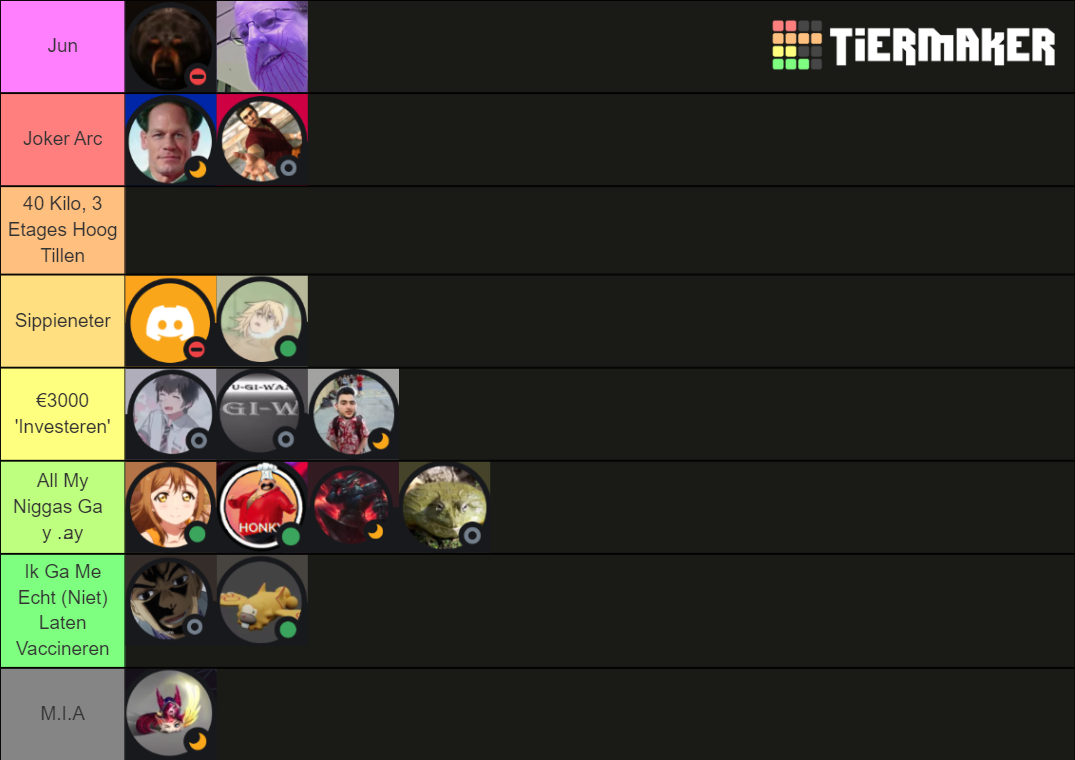 Jun
TiERMAKER
Joker Arc
40 Kilo, 3
Etages Hoog
Tillen
Sippieneter
€3000
'Investeren'
U-GI-WA
GI-W
All My
Niggas Ga
y .ay
HONKY
Ik Ga Me
Echt (Niet)
Laten
Vaccineren
M.I.A